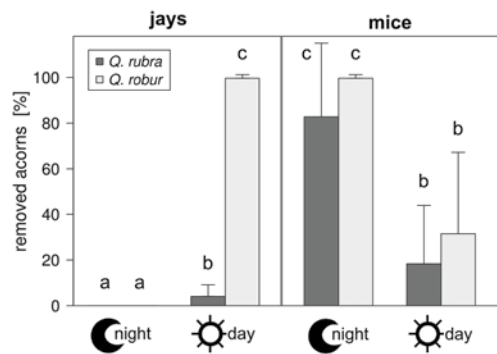 jays mice
Q. rubra
Q. robur
removed acorns [%]
100
80
60
40
20
0
a a b c c c b b
night day night day